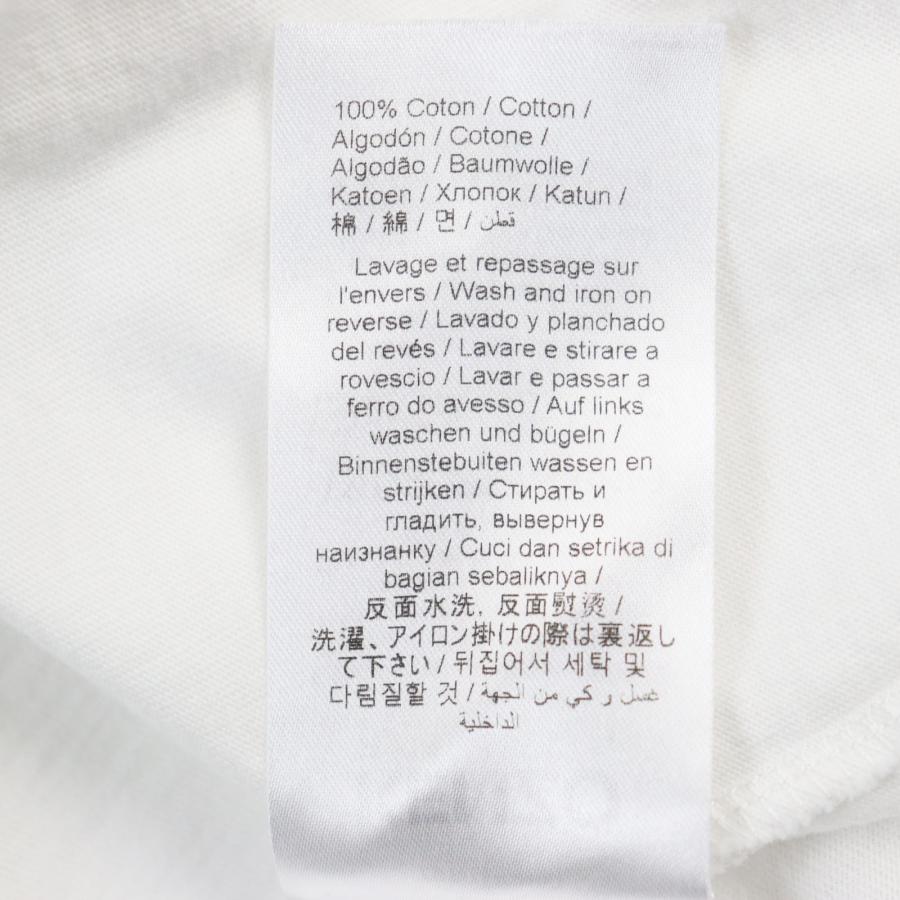 100% Coton / Cotton /
Algodón / Cotone /
Algodão / Baumwolle /
Katoen / Хлопок / Katun /
棉 / 綿 / 면 / قطن
Lavage et repassage sur
l'envers / Wash and iron on
reverse / Lavado y planchado
del revés / Lavare e stirare a
rovescio / Lavar e passar a
ferro do avesso / Auf links
waschen und bügeln /
Binnenstebuiten wassen en
strijken / Стирать и
гладить, вывернув
наизнанку / Cuci dan setrika di
bagian sebaliknya /
反面水洗, 反面熨烫 /
洗濯、アイロン掛けの際は裏返し
て下さい / 뒤집어서 세탁 및
다림질할 것 / غسل و كي من الجهة
الداخلية